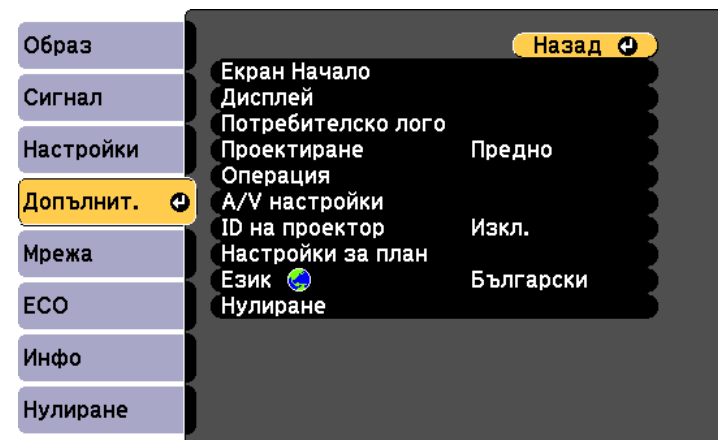 Образ
Сигнал
Настройки
Допълнит.
Мрежа
ECO
Инфо
Нулиране
Назад
Екран Начало
Дисплей
Потребителско лого
Проектиране Предно
Операция
A/V настройки
ID на проектор Изкл.
Настройки за план
Език Български
Нулиране